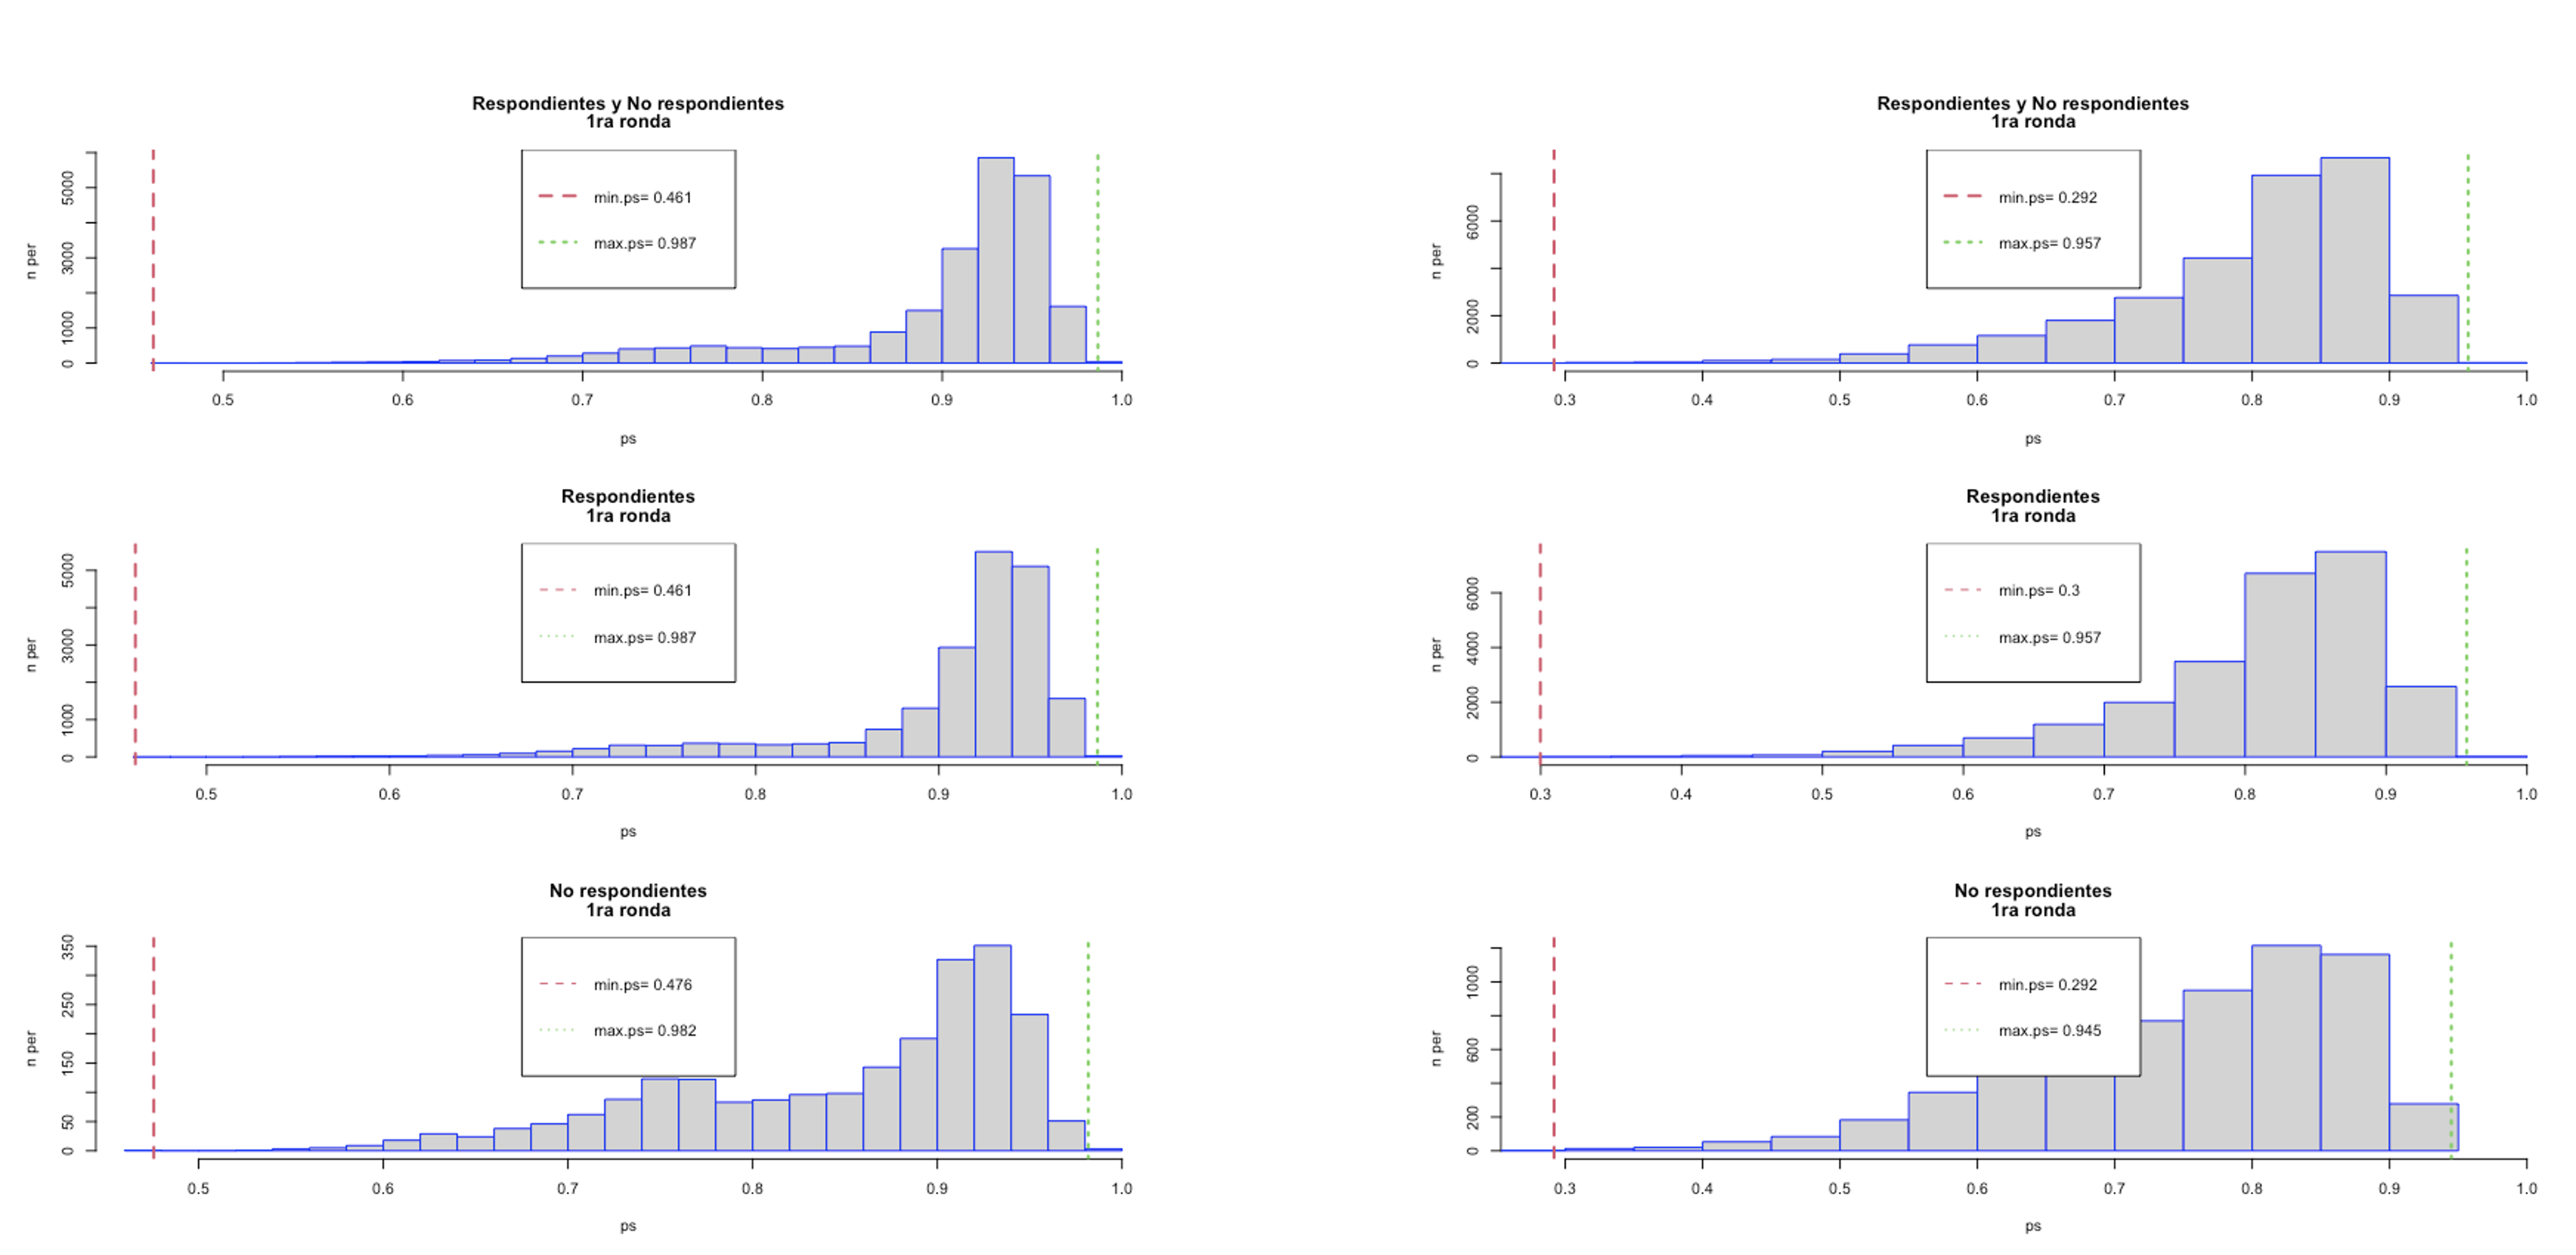 Respondientes y No respondientes
1ra ronda
n per
0
1000
3000
5000
min.ps= 0.461
max.ps= 0.987
0.5
0.6
0.7
0.8
0.9
1.0
ps
Respondientes y No respondientes
1ra ronda
n per
0
2000
6000
min.ps= 0.292
max.ps= 0.957
0.3
0.4
0.5
0.6
0.7
0.8
0.9
1.0
ps
Respondientes
1ra ronda
n per
0
1000
3000
5000
min.ps= 0.461
max.ps= 0.987
0.5
0.6
0.7
0.8
0.9
1.0
ps
Respondientes
1ra ronda
n per
0
2000
4000
6000
min.ps= 0.3
max.ps= 0.957
0.3
0.4
0.5
0.6
0.7
0.8
0.9
1.0
ps
No respondientes
1ra ronda
n per
0
50
150
250
350
min.ps= 0.476
max.ps= 0.982
0.5
0.6
0.7
0.8
0.9
1.0
ps
No respondientes
1ra ronda
n per
0
200
600
1000
min.ps= 0.292
max.ps= 0.945
0.3
0.4
0.5
0.6
0.7
0.8
0.9
1.0
ps